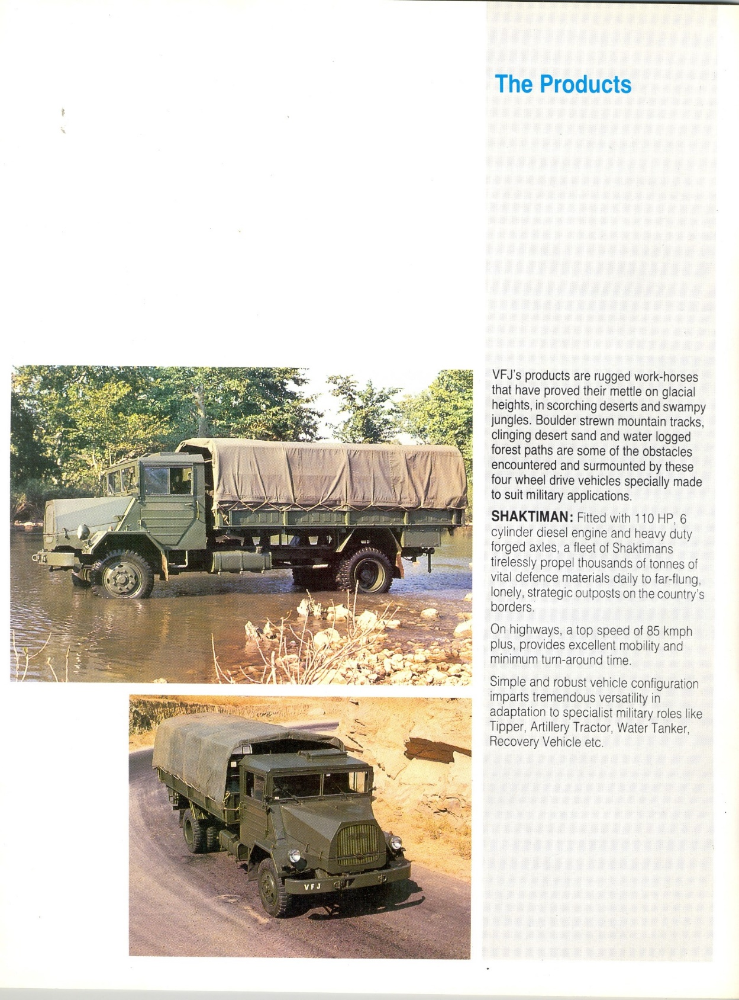 The Products
VFJ's products are rugged work-horses
that have proved their mettle on glacial
heights, in scorching deserts and swampy
jungles. Boulder strewn mountain tracks,
clinging desert sand and water logged
forest paths are some of the obstacles
encountered and surmounted by these
four wheel drive vehicles specially made
to suit military applications.
SHAKTIMAN: Fitted with 110 HP, 6
cylinder diesel engine and heavy duty
forged axles, a fleet of Shaktimans
tirelessly propel thousands of tonnes of
vital defence materials daily to far-flung,
lonely, strategic outposts on the country's
borders.
On highways, a top speed of 85 kmph
plus, provides excellent mobility and
minimum turn-around time.
Simple and robust vehicle configuration
imparts tremendous versatility in
adaptation to specialist military roles like
Tipper, Artillery Tractor, Water Tanker,
Recovery Vehicle etc.
VFJ